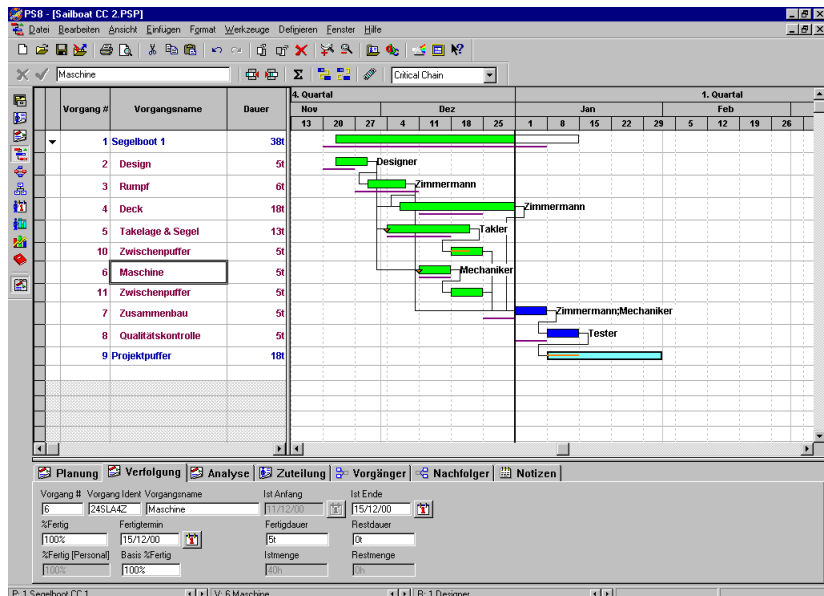 PS8 - [Sailboat CC 2.PSP]
Datei Bearbeiten Ansicht Einfügen Format Werkzeuge Definieren Fenster Hilfe
Maschine Critical Chain
4. Quartal 1. Quartal
Vorgang # Vorgangsname Dauer Nov Dez Jan Feb
13 20 27 4 11 18 25 1 8 15 22 29 5 12 19 26
1 Segelboot 1 38t
2 Design 5t Designer
3 Rumpf 6t Zimmermann
4 Deck 18t Zimmermann
5 Takelage & Segel 13t Takler
10 Zwischenpuffer 5t
6 Maschine 5t Mechaniker
11 Zwischenpuffer 5t
7 Zusammenbau 5t Zimmermann;Mechaniker
8 Qualitätskontrolle 5t Tester
9 Projektpuffer 18t
Planung Verfolgung Analyse Zuteilung Vorgänger Nachfolger Notizen
Vorgang # Vorgang Ident Vorgangsname Ist Anfang Ist Ende
6 24SLA4Z Maschine 11/12/00 15/12/00
%Fertig Fertigtermin Fertigdauer Restdauer
100% 15/12/00 5t 0t
%Fertig [Personal] Basis %Fertig Istmenge Restmenge
100% 100% 40h 0h
P: 1 Segelboot CC 1 V: 6 Maschine R: 1 Designer